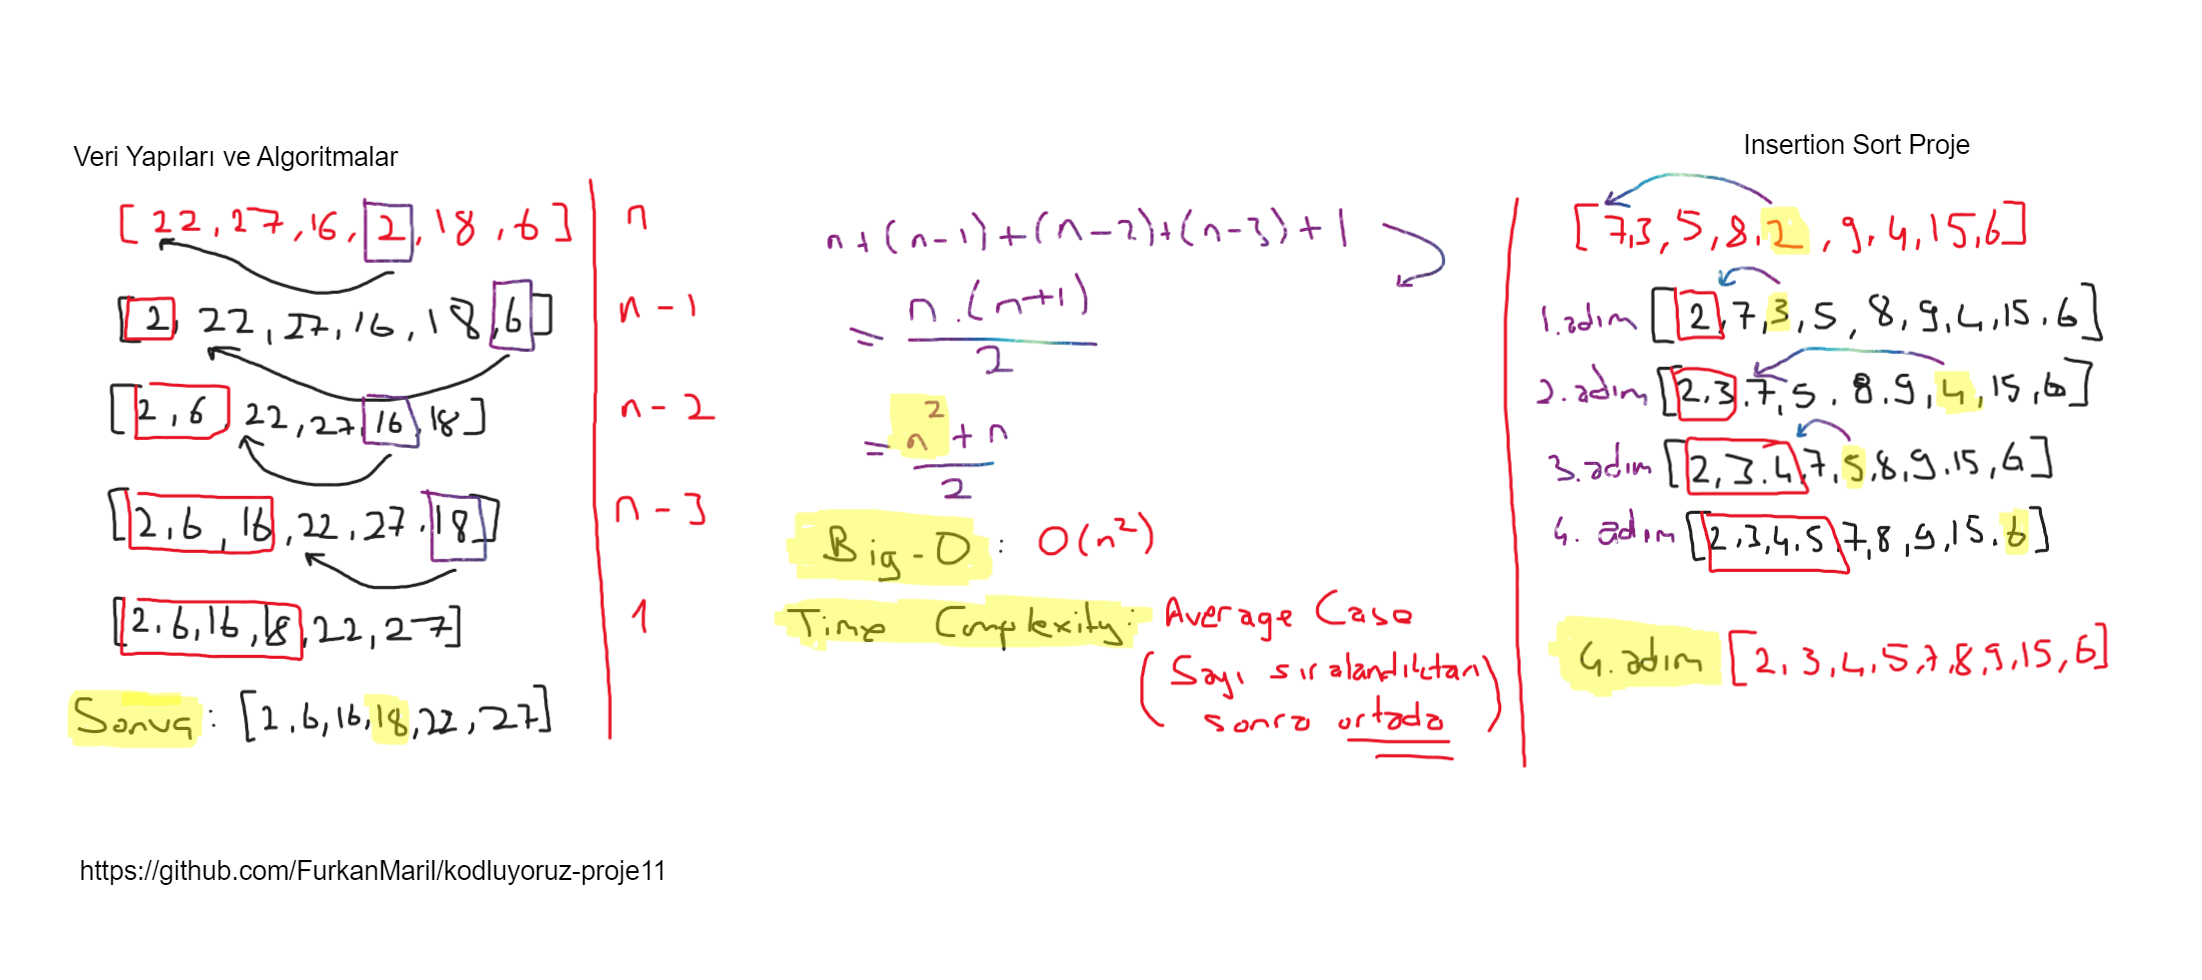 Veri Yapıları ve Algoritmalar
[22, 27, 16, 2, 18, 6] n
[2, 22, 27, 16, 18, 6] n-1
[2, 6, 22, 27, 16, 18] n-2
[2, 6, 16, 22, 27, 18] n-3
[2, 6, 16, 18, 22, 27] 1
Sonuç : [2, 6, 16, 18, 22, 27]
n+(n-1)+(n-2)+(n-3)+1
= n.(n+1)
2
= n² + n
2
Big-O : O(n²)
Time Complexity: Average Case
(Sayı sıralandıktan
sonra ortada)
Insertion Sort Proje
[7,3,5,8,2,9,4,15,6]
1.adım [2,7,3,5,8,9,4,15,6]
2.adım [2,3,7,5,8,9,4,15,6]
3.adım [2,3,4,7,5,8,9,15,6]
4. adım [2,3,4,5,7,8,9,15,6]
4.adım [2,3,4,5,7,8,9,15,6]
https://github.com/FurkanMaril/kodluyoruz-proje11